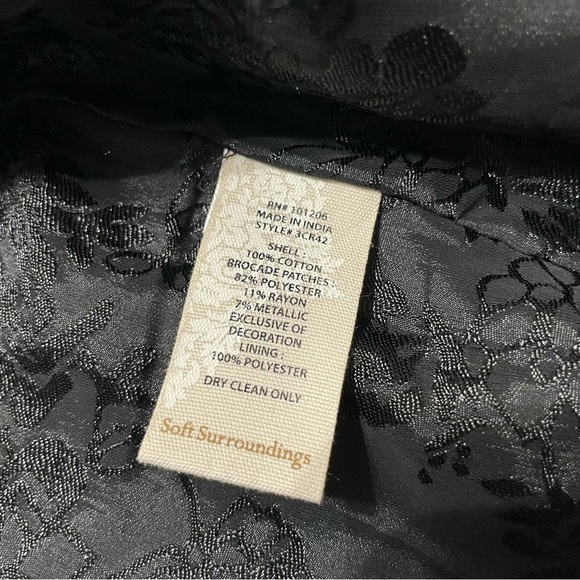 RN# 101206
MADE IN INDIA
STYLE# 3CR42
SHELL :
100% COTTON
BROCADE PATCHES :
82% POLYESTER
11% RAYON
7% METALLIC
EXCLUSIVE OF
DECORATION
LINING :
100% POLYESTER
DRY CLEAN ONLY
Soft Surroundings